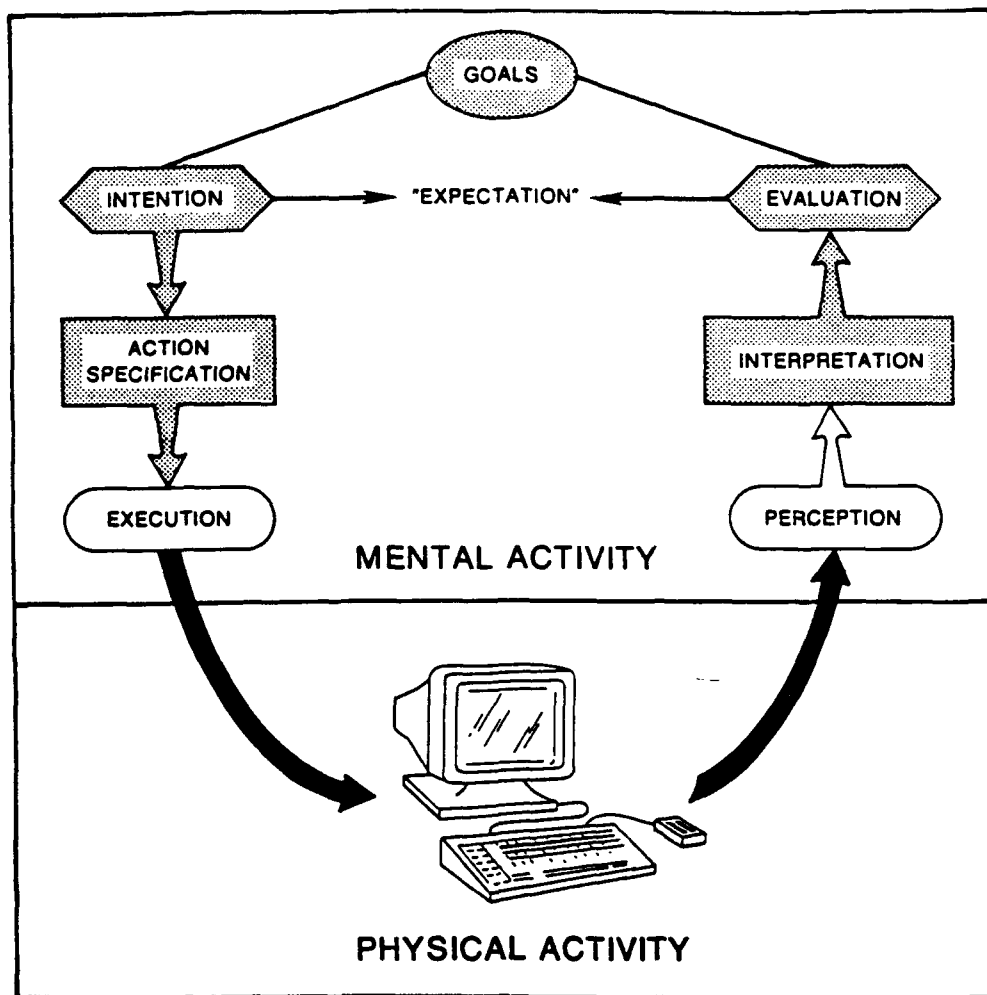 GOALS
INTENTION
"EXPECTATION"
EVALUATION
ACTION
SPECIFICATION
INTERPRETATION
EXECUTION
PERCEPTION
MENTAL ACTIVITY
PHYSICAL ACTIVITY